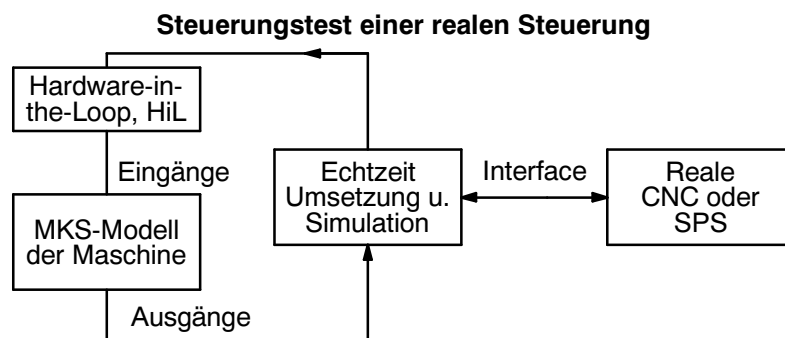 Steuerungstest einer realen Steuerung
Hardware-in-
the-Loop, HiL
Eingänge
MKS-Modell
der Maschine
Ausgänge
Echtzeit
Umsetzung u.
Simulation
Interface
Reale
CNC oder
SPS